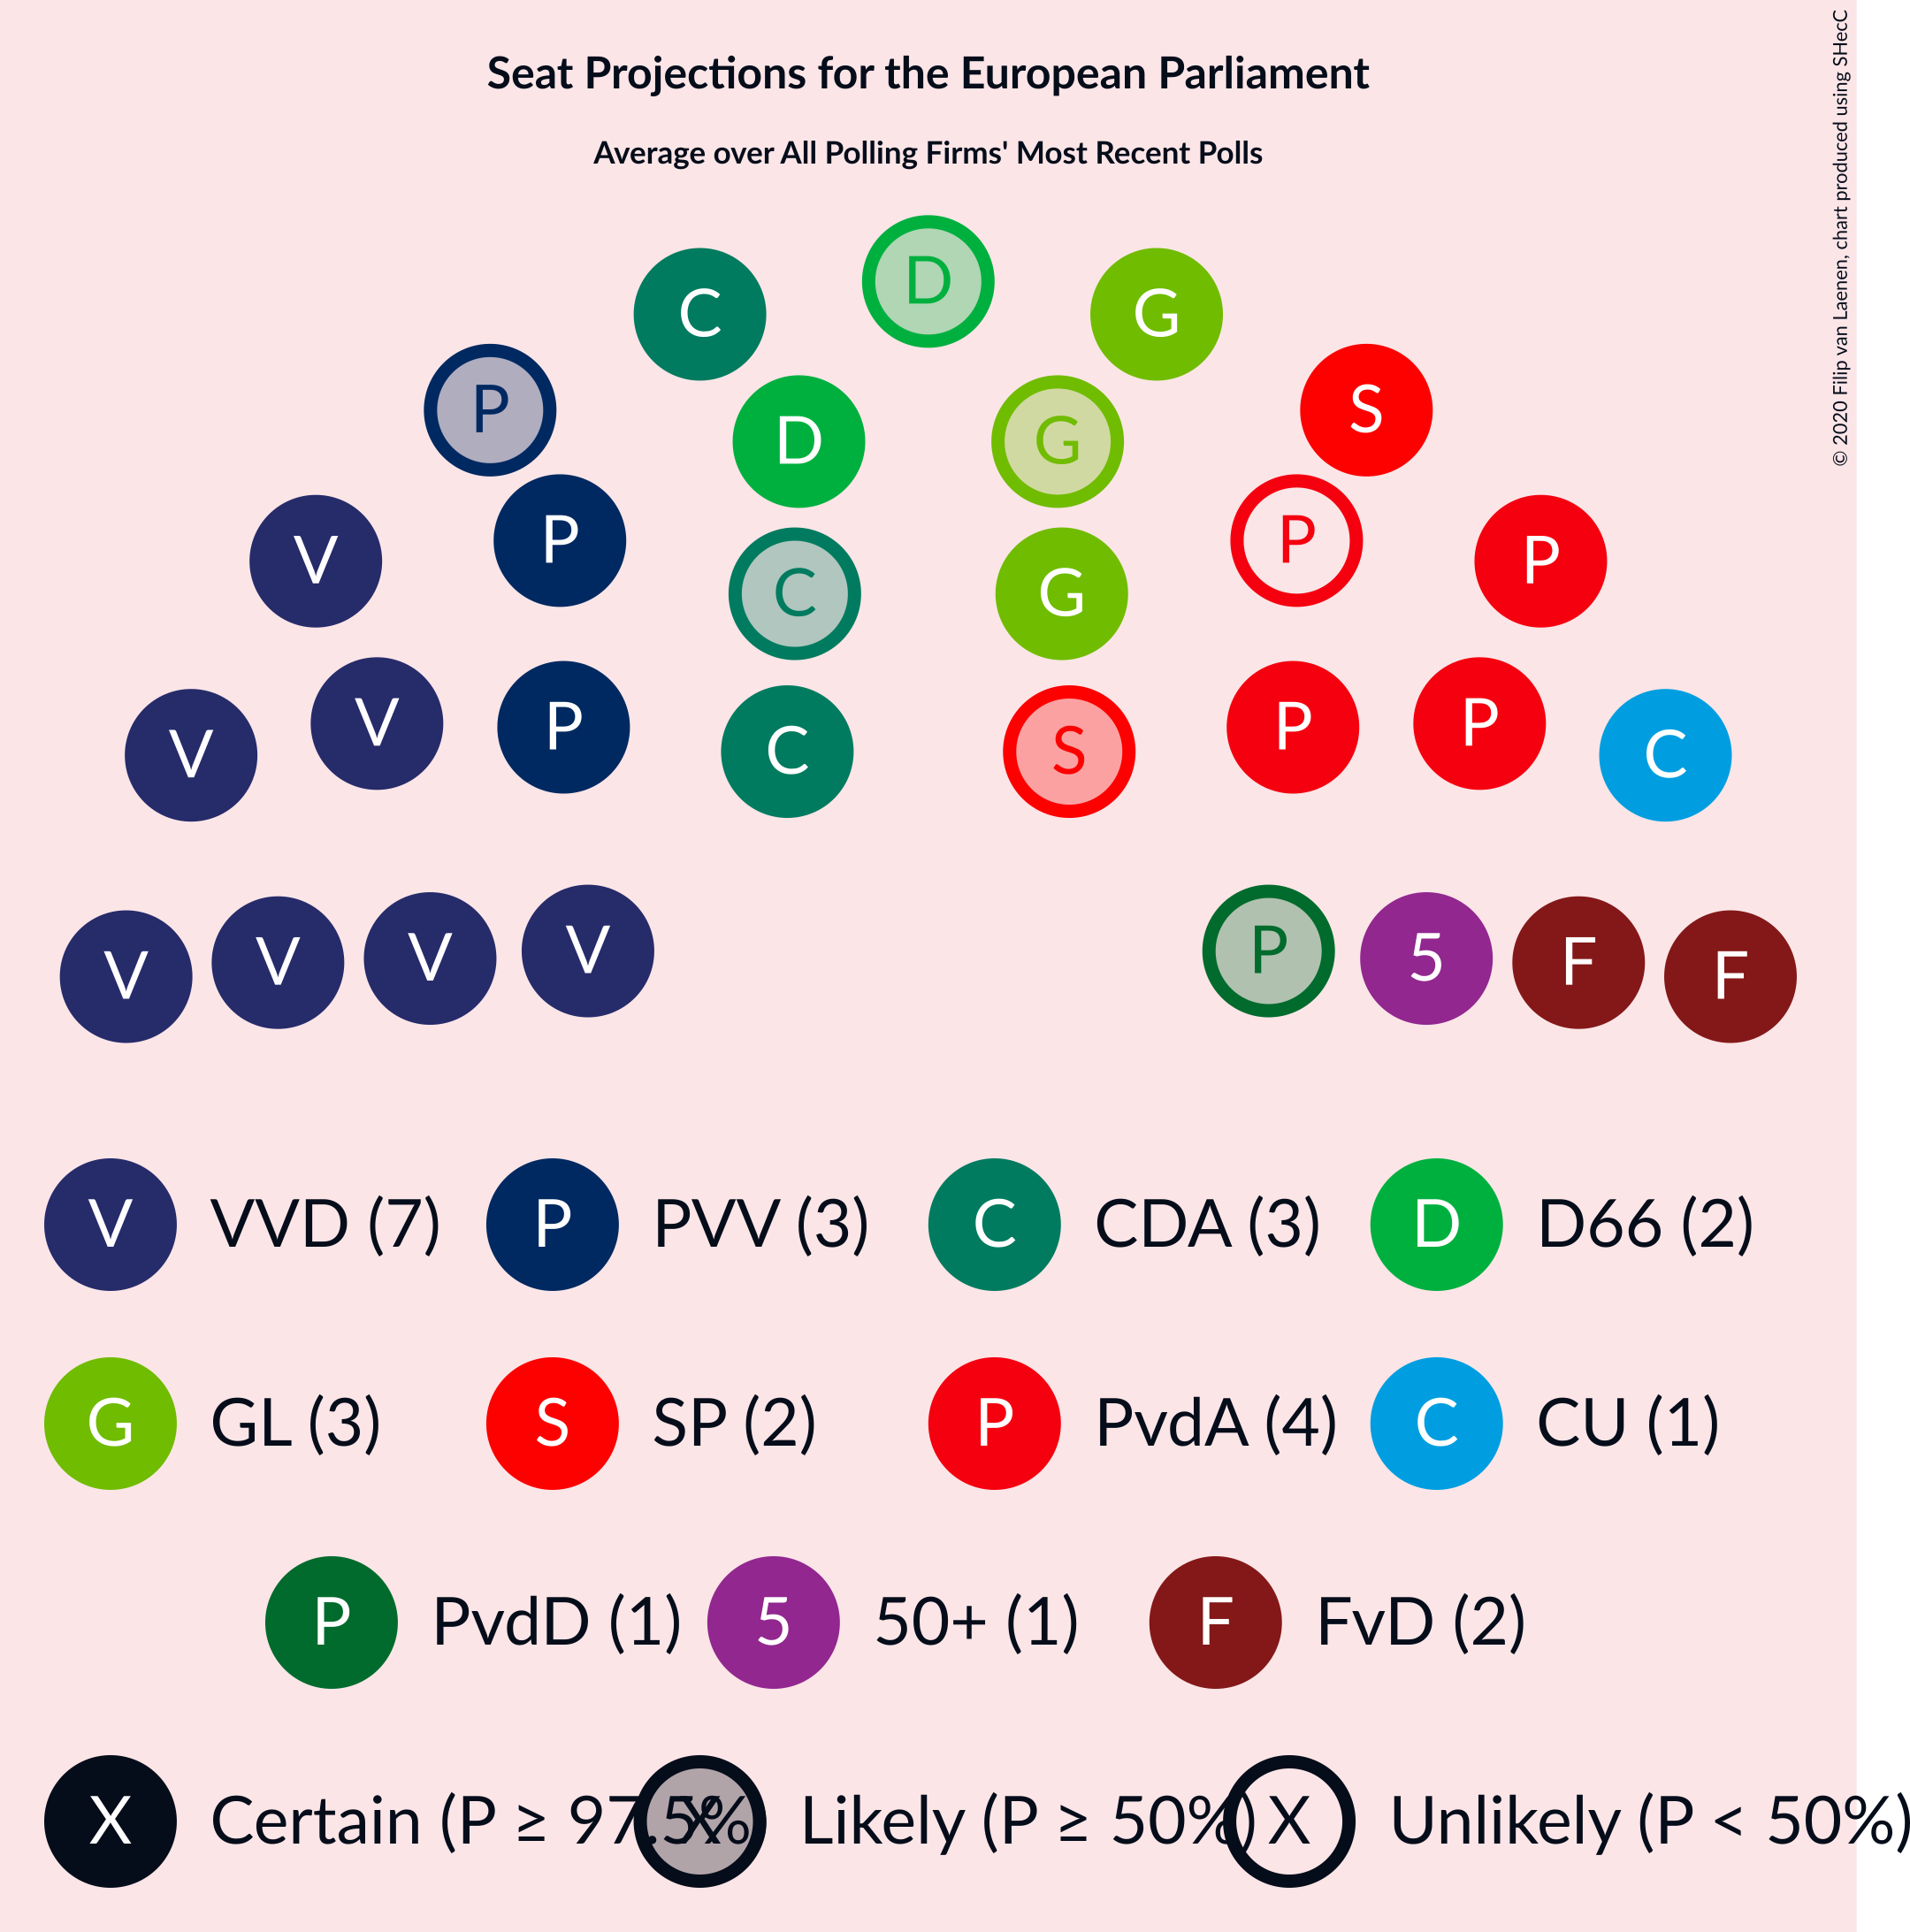 Seat Projections for the European Parliament
Average over All Polling Firms' Most Recent Polls
© 2020 Filip van Laenen, chart produced using SHecC
D
C G
P S
D G
V P P P
C G
V V P C S P P C
V V V V P 5 F F
V VVD (7) P PVV (3) C CDA (3) D D66 (2)
G GL (3) S SP (2) P PvdA (4) C CU (1)
P PvdD (1) 5 50+ (1) F FvD (2)
X Certain (P ≥ 97.5% X Likely (P ≥ 50%) X Unlikely (P < 50%)